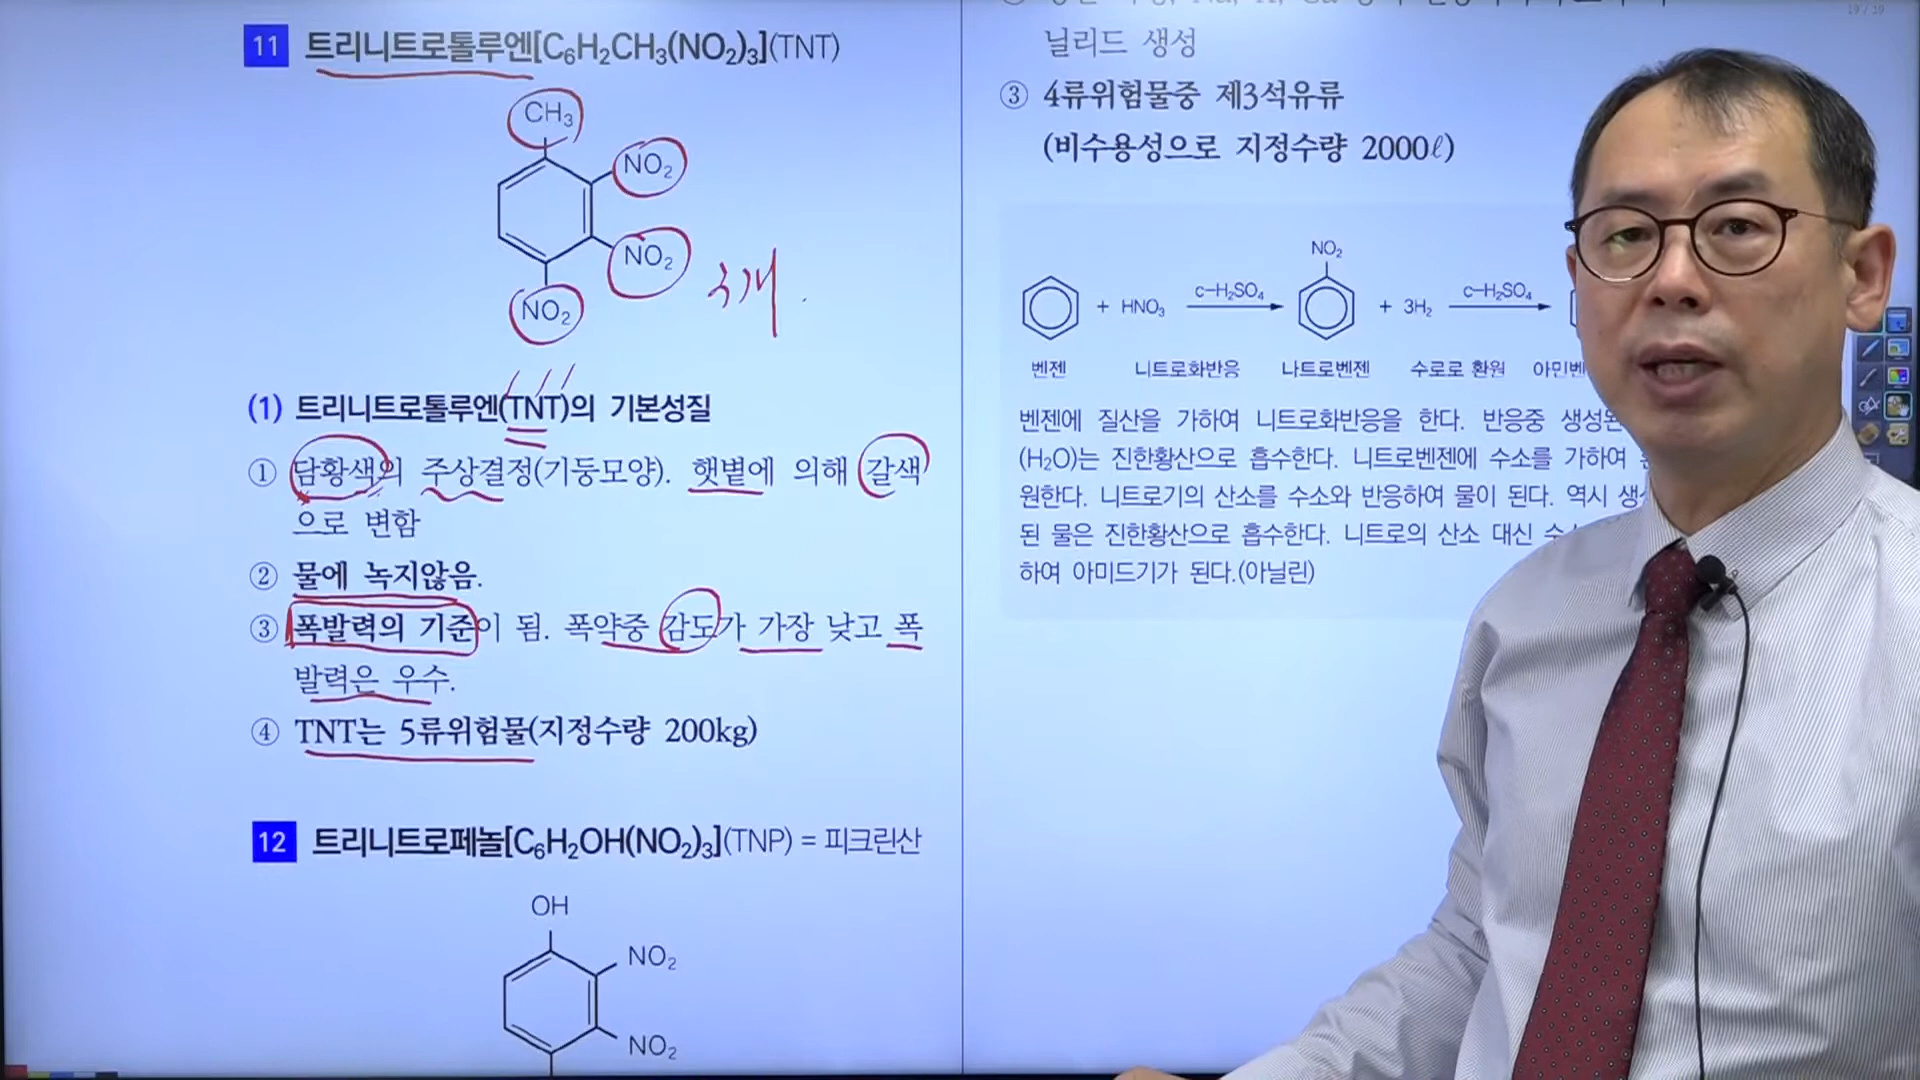 11 트리니트로톨루엔[C₆H₂CH₃(NO₂)₃](TNT)
CH₃
NO₂
NO₂
NO₂
3개.
(1) 트리니트로톨루엔(TNT)의 기본성질
① 담황색의 주상결정(기둥모양). 햇볕에 의해 갈색
으로 변함
② 물에 녹지않음.
③ 폭발력의 기준이 됨. 폭약중 감도가 가장 낮고 폭
발력은 우수.
④ TNT는 5류위험물(지정수량 200kg)
12 트리니트로페놀[C₆H₂OH(NO₂)₃](TNP) = 피크린산
OH
NO₂
NO₂
닐리드 생성
③ 4류위험물중 제3석유류
(비수용성으로 지정수량 2000ℓ)
NO₂
+ HNO₃ c-H₂SO₄ + 3H₂ c-H₂SO₄
벤젠 니트로화반응 나트로벤젠 수로로 환원 아민벤
벤젠에 질산을 가하여 니트로화반응을 한다. 반응중 생성된
(H₂O)는 진한황산으로 흡수한다. 니트로벤젠에 수소를 가하여
원한다. 니트로기의 산소를 수소와 반응하여 물이 된다. 역시 생
된 물은 진한황산으로 흡수한다. 니트로의 산소 대신
하여 아미드기가 된다.(아닐린)